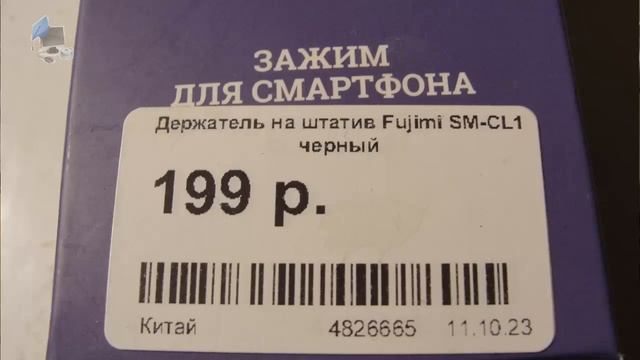 ЗАЖИМ
ДЛЯ СМАРТФОНА
Держатель на штатив Fujimi SM-CL1
черный
199 р.
Китай 4826665 11.10.23